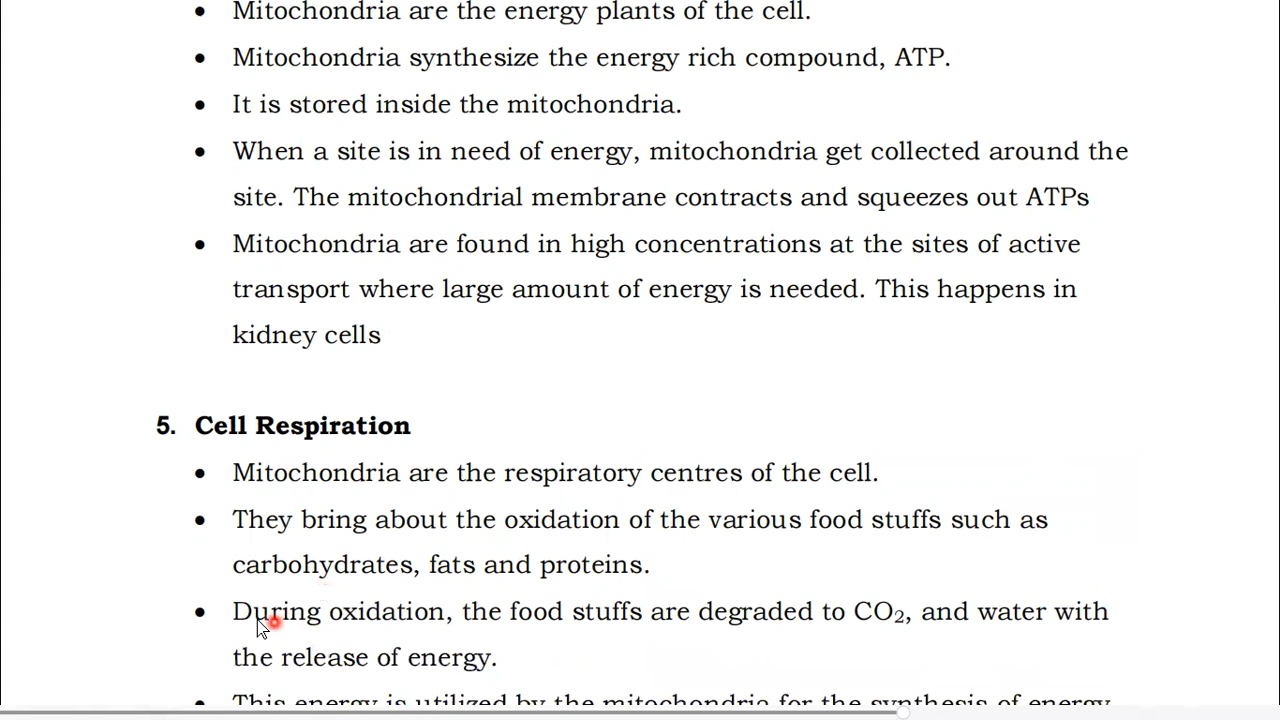 • Mitochondria are the energy plants of the cell.
• Mitochondria synthesize the energy rich compound, ATP.
• It is stored inside the mitochondria.
• When a site is in need of energy, mitochondria get collected around the
site. The mitochondrial membrane contracts and squeezes out ATPs
• Mitochondria are found in high concentrations at the sites of active
transport where large amount of energy is needed. This happens in
kidney cells
5. Cell Respiration
• Mitochondria are the respiratory centres of the cell.
• They bring about the oxidation of the various food stuffs such as
carbohydrates, fats and proteins.
• During oxidation, the food stuffs are degraded to CO₂, and water with
the release of energy.
• This energy is utilized by the mitochondria for the synthesis of energy